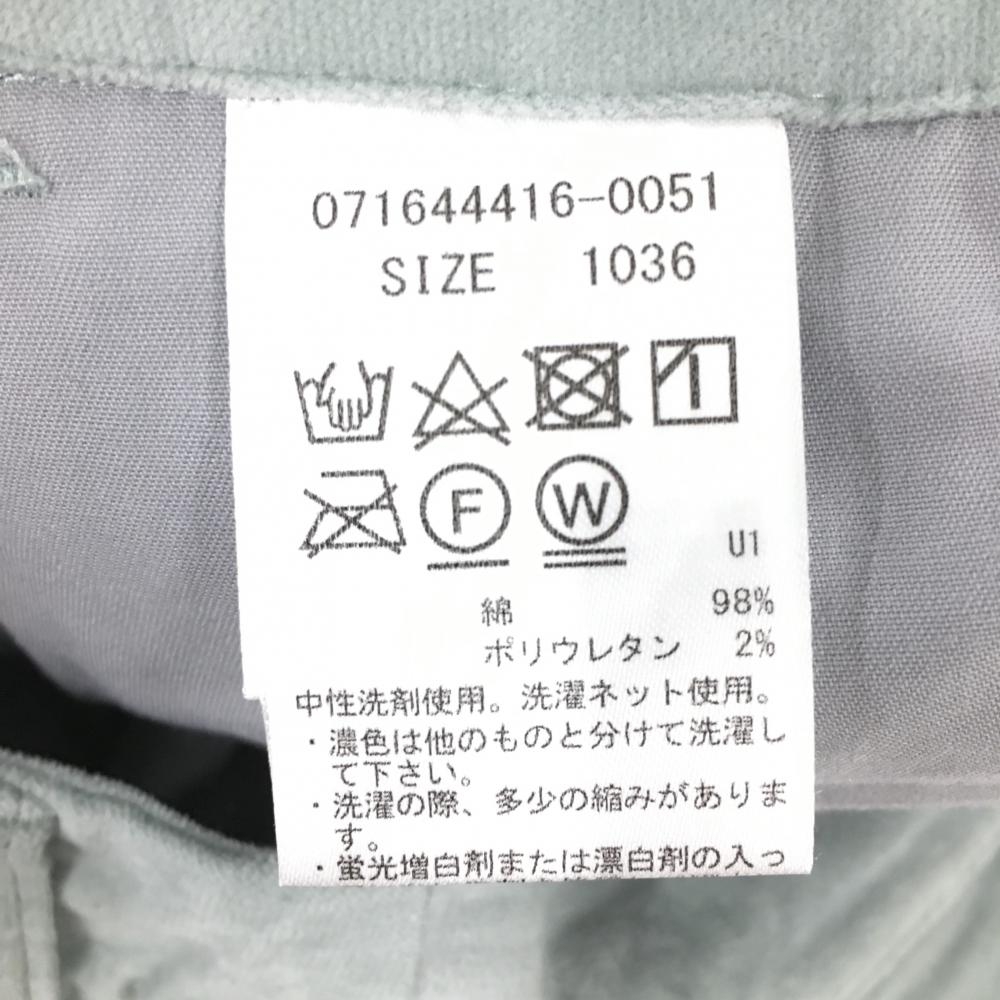 071644416-0051
SIZE 1036
F W
U1
綿 98%
ポリウレタン 2%
中性洗剤使用。洗濯ネット使用。
・濃色は他のものと分けて洗濯し
て下さい。
・洗濯の際、多少の縮みがありま
す。
・蛍光増白剤または漂白剤の入っ